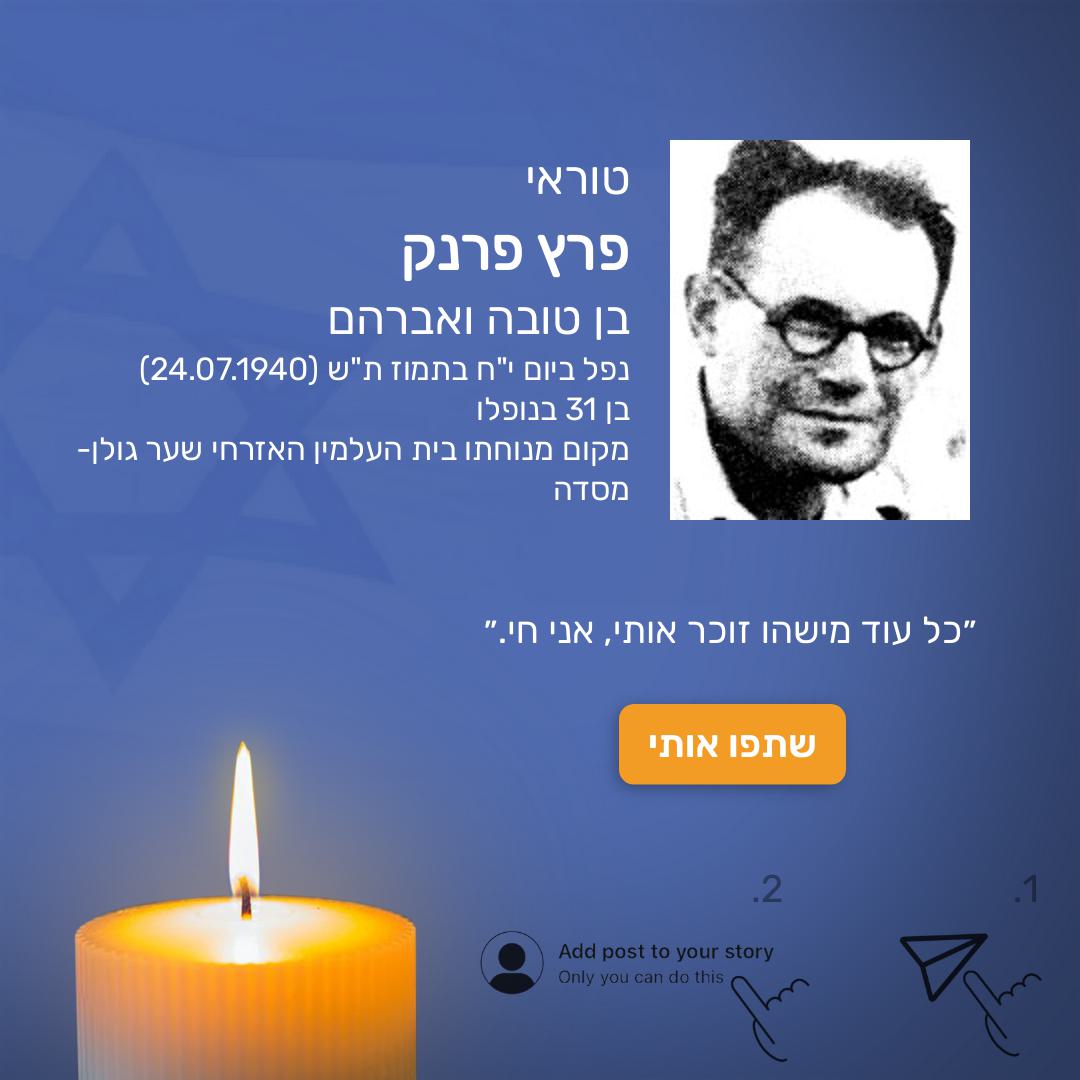 טוראי
פרץ פרנק
בן טובה ואברהם
נפל ביום י"ח בתמוז ת"ש (24.07.1940)
בן 31 בנופלו
מקום מנוחתו בית העלמין האזרחי שער גולן-
מסדה
״כל עוד מישהו זוכר אותי, אני חי.״
שתפו אותי
1.
2.
Add post to your story
Only you can do this